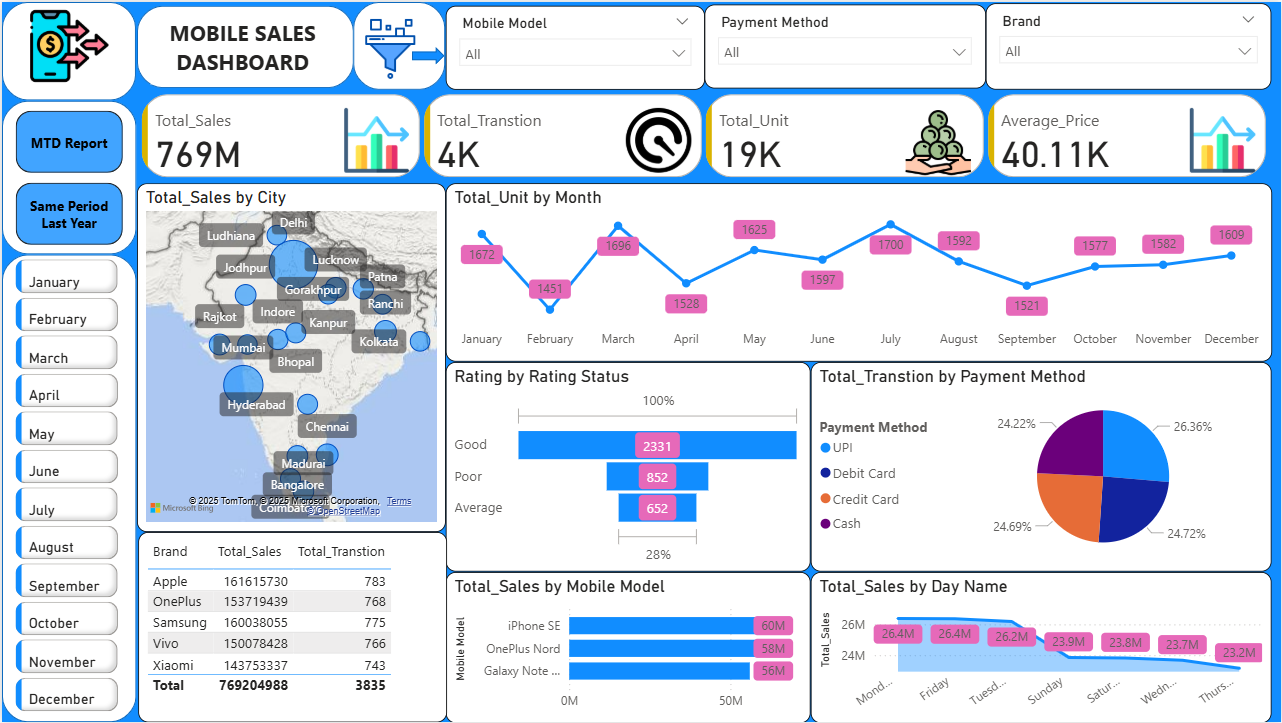 MOBILE SALES
DASHBOARD
Mobile Model
All
Payment Method
All
Brand
All
MTD Report
Same Period
Last Year
Total_Sales
769M
Total_Transtion
4K
Total_Unit
19K
Average_Price
40.11K
January
February
March
April
May
June
July
August
September
October
November
December
Total_Sales by City
Delhi
Ludhiana
Lucknow
Jodhpur
Patna
Gorakhpur
Ranchi
Rajkot
Indore
Kanpur
Mumbai
Kolkata
Bhopal
Hyderabad
Chennai
Madurai
Bangalore
© 2025 TomTom, © 2025 Microsoft Corporation, Terms
Microsoft Bing
© OpenStreetMap
Total_Unit by Month
1672
1451
1696
1528
1625
1597
1700
1592
1521
1577
1582
1609
January February March April May June July August September October November December
Rating by Rating Status
100%
Good 2331
Poor 852
Average 652
28%
Total_Transtion by Payment Method
Payment Method
UPI
Debit Card
Credit Card
Cash
24.22%
26.36%
24.69%
24.72%
Brand Total_Sales Total_Transtion
Apple 161615730 783
OnePlus 153719439 768
Samsung 160038055 775
Vivo 150078428 766
Xiaomi 143753337 743
Total 769204988 3835
Total_Sales by Mobile Model
Mobile Model
iPhone SE 60M
OnePlus Nord 58M
Galaxy Note ... 56M
0M 50M
Total_Sales by Day Name
Total_Sales
26M
24M
26.4M
26.4M
26.2M
23.9M
23.8M
23.7M
23.2M
Mond... Friday Tuesd... Sunday Satur... Wedn... Thurs...